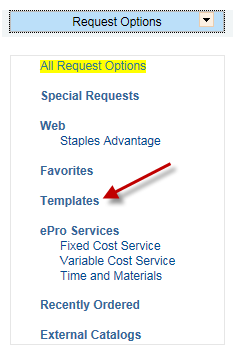 Request Options
All Request Options
Special Requests
Web
Staples Advantage
Favorites
Templates
ePro Services
Fixed Cost Service
Variable Cost Service
Time and Materials
Recently Ordered
External Catalogs